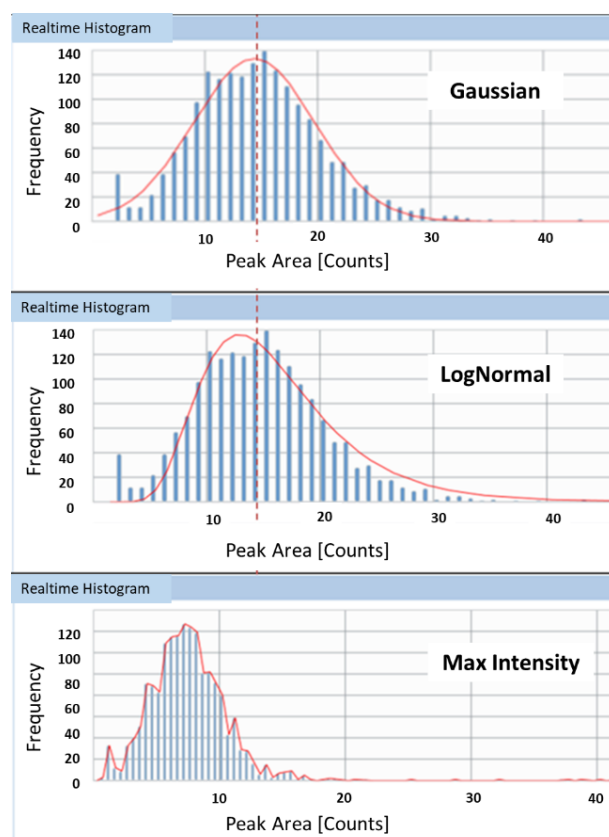 Realtime Histogram
140
120
100
80
60
40
20
0
Frequency
Gaussian
10 20 30 40
Peak Area [Counts]
Realtime Histogram
140
120
100
80
60
40
20
0
Frequency
LogNormal
10 20 30 40
Peak Area [Counts]
Realtime Histogram
120
100
80
60
40
20
0
Frequency
Max Intensity
10 20 30 40
Peak Area [Counts]